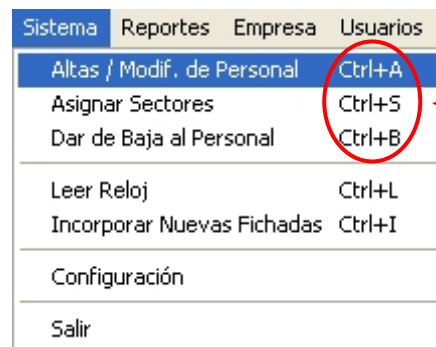 Sistema Reportes Empresa Usuarios
Altas / Modif. de Personal Ctrl+A
Asignar Sectores Ctrl+S
Dar de Baja al Personal Ctrl+B
Leer Reloj Ctrl+L
Incorporar Nuevas Fichadas Ctrl+I
Configuración
Salir